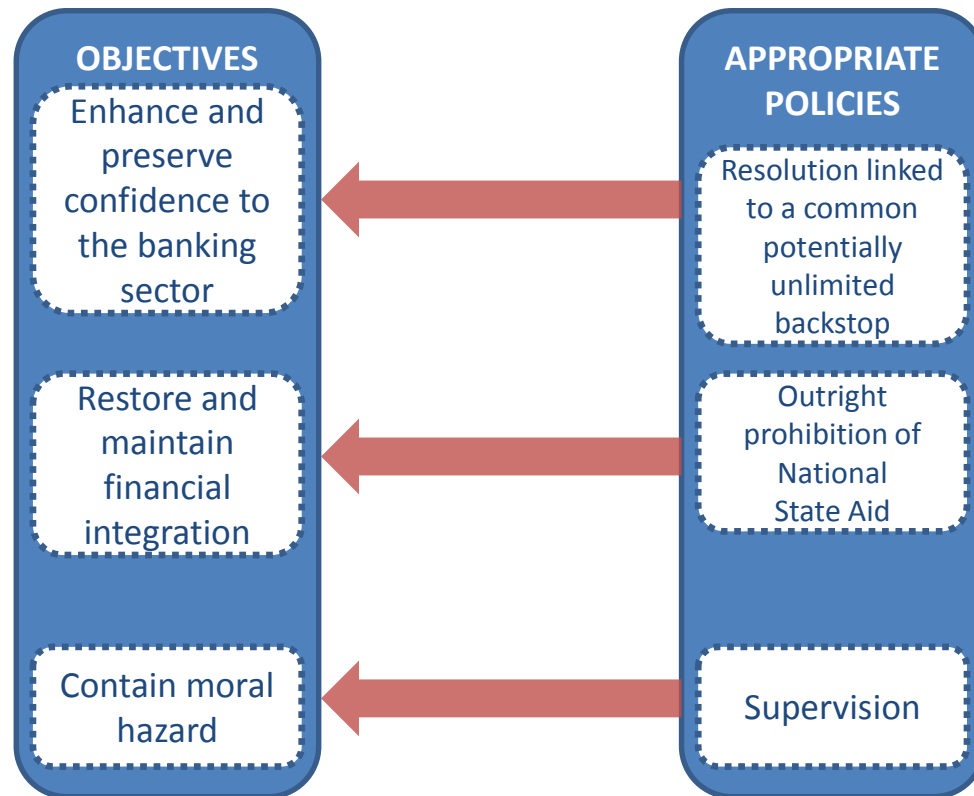 OBJECTIVES
Enhance and
preserve
confidence to
the banking
sector
Restore and
maintain
financial
integration
Contain moral
hazard
APPROPRIATE
POLICIES
Resolution linked
to a common
potentially
unlimited
backstop
Outright
prohibition of
National
State Aid
Supervision